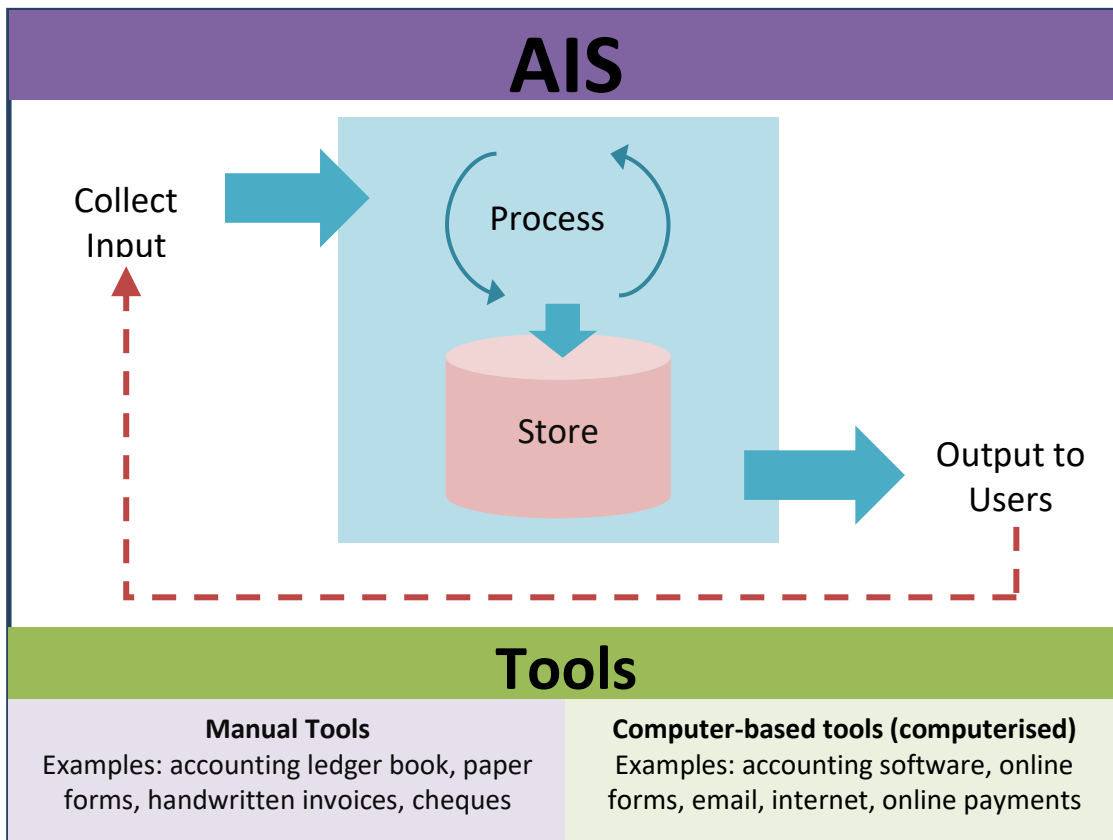 AIS
Collect
Input
Process
Store
Output to
Users
Tools
Manual Tools
Examples: accounting ledger book, paper
forms, handwritten invoices, cheques
Computer-based tools (computerised)
Examples: accounting software, online
forms, email, internet, online payments